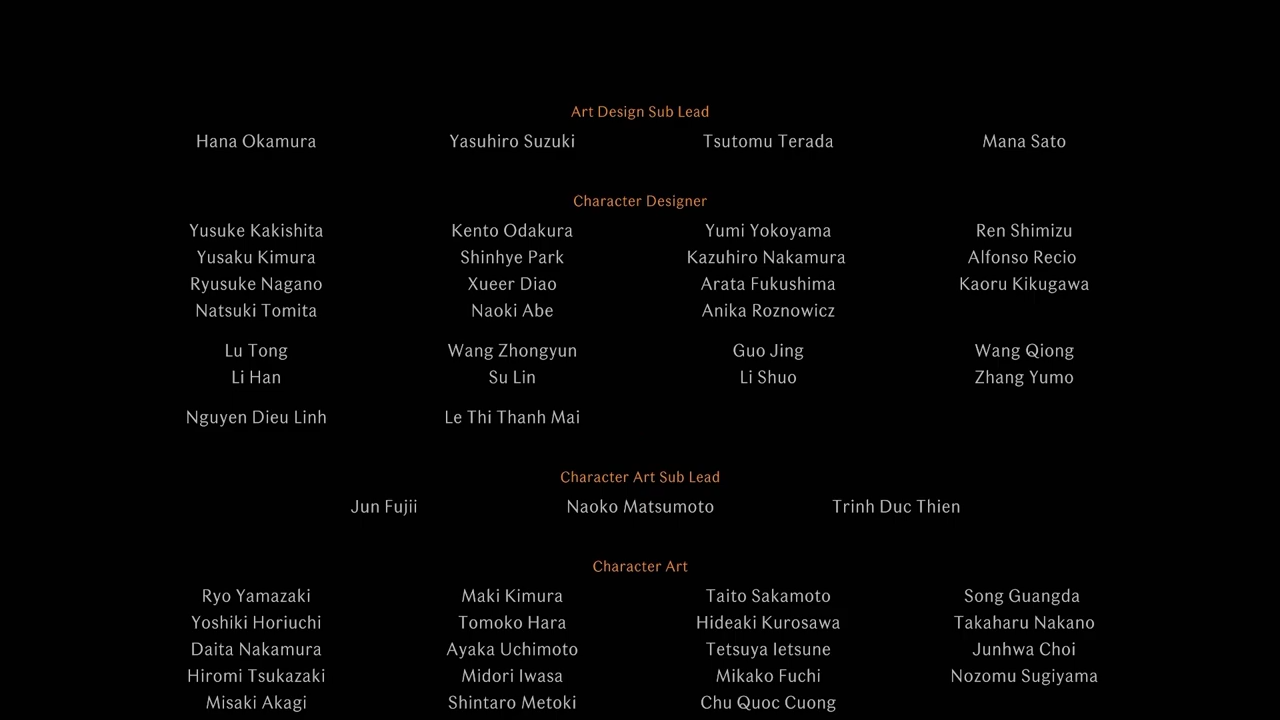 Art Design Sub Lead
Hana Okamura Yasuhiro Suzuki Tsutomu Terada Mana Sato
Character Designer
Yusuke Kakishita Kento Odakura Yumi Yokoyama Ren Shimizu
Yusaku Kimura Shinhye Park Kazuhiro Nakamura Alfonso Recio
Ryusuke Nagano Xueer Diao Arata Fukushima Kaoru Kikugawa
Natsuki Tomita Naoki Abe Anika Roznowicz
Lu Tong Wang Zhongyun Guo Jing Wang Qiong
Li Han Su Lin Li Shuo Zhang Yumo
Nguyen Dieu Linh Le Thi Thanh Mai
Character Art Sub Lead
Jun Fujii Naoko Matsumoto Trinh Duc Thien
Character Art
Ryo Yamazaki Maki Kimura Taito Sakamoto Song Guangda
Yoshiki Horiuchi Tomoko Hara Hideaki Kurosawa Takaharu Nakano
Daita Nakamura Ayaka Uchimoto Tetsuya Ietsune Junhwa Choi
Hiromi Tsukazaki Midori Iwasa Mikako Fuchi Nozomu Sugiyama
Misaki Akagi Shintaro Metoki Chu Quoc Cuong